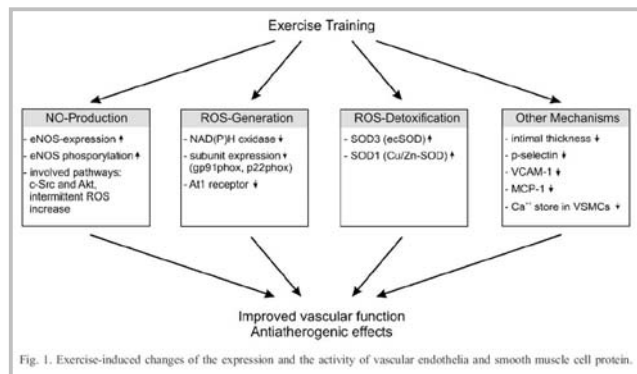 Exercise Training
NO-Production
- eNOS-expression ↑
- eNOS phosporylation ↑
- involved pathways:
c-Src and Akt,
intermittent ROS
increase
ROS-Generation
- NAD(P)H oxidase ↓
- subunit expression ↓
(gp91phox, p22phox)
- At1 receptor ↓
ROS-Detoxification
- SOD3 (ecSOD) ↑
- SOD1 (Cu/Zn-SOD) ↑
Other Mechanisms
- intimal thickness ↓
- p-selectin ↓
- VCAM-1 ↓
- MCP-1 ↓
- Ca⁺⁺ store in VSMCs ↓
Improved vascular function
Antiatherogenic effects
Fig. 1. Exercise-induced changes of the expression and the activity of vascular endothelia and smooth muscle cell protein.